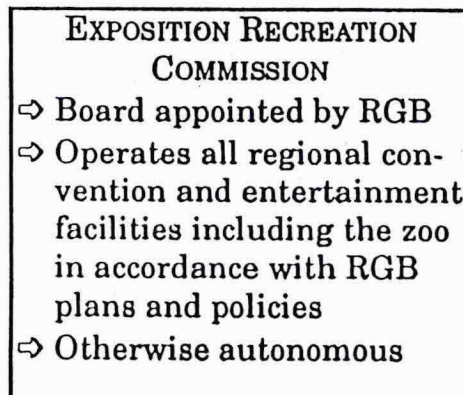 EXPOSITION RECREATION
COMMISSION
⇨ Board appointed by RGB
⇨ Operates all regional con-
vention and entertainment
facilities including the zoo
in accordance with RGB
plans and policies
⇨ Otherwise autonomous